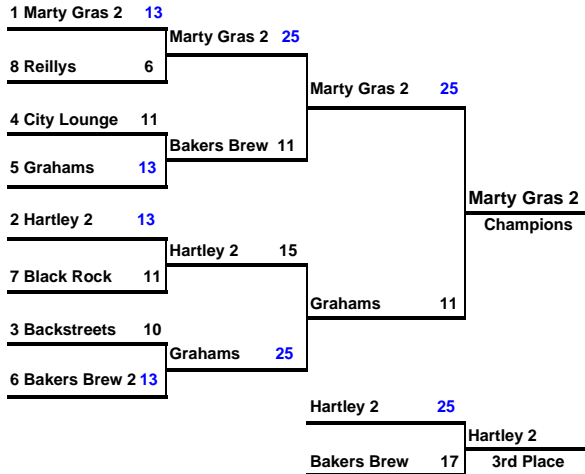 1 Marty Gras 2 13
Marty Gras 2 25
8 Reillys 6
Marty Gras 2 25
4 City Lounge 11
Bakers Brew 11
5 Grahams 13
Marty Gras 2
Champions
2 Hartley 2 13
Hartley 2 15
7 Black Rock 11
Grahams 11
3 Backstreets 10
Grahams 25
6 Bakers Brew 2 13
Hartley 2 25
Hartley 2
Bakers Brew 17
3rd Place